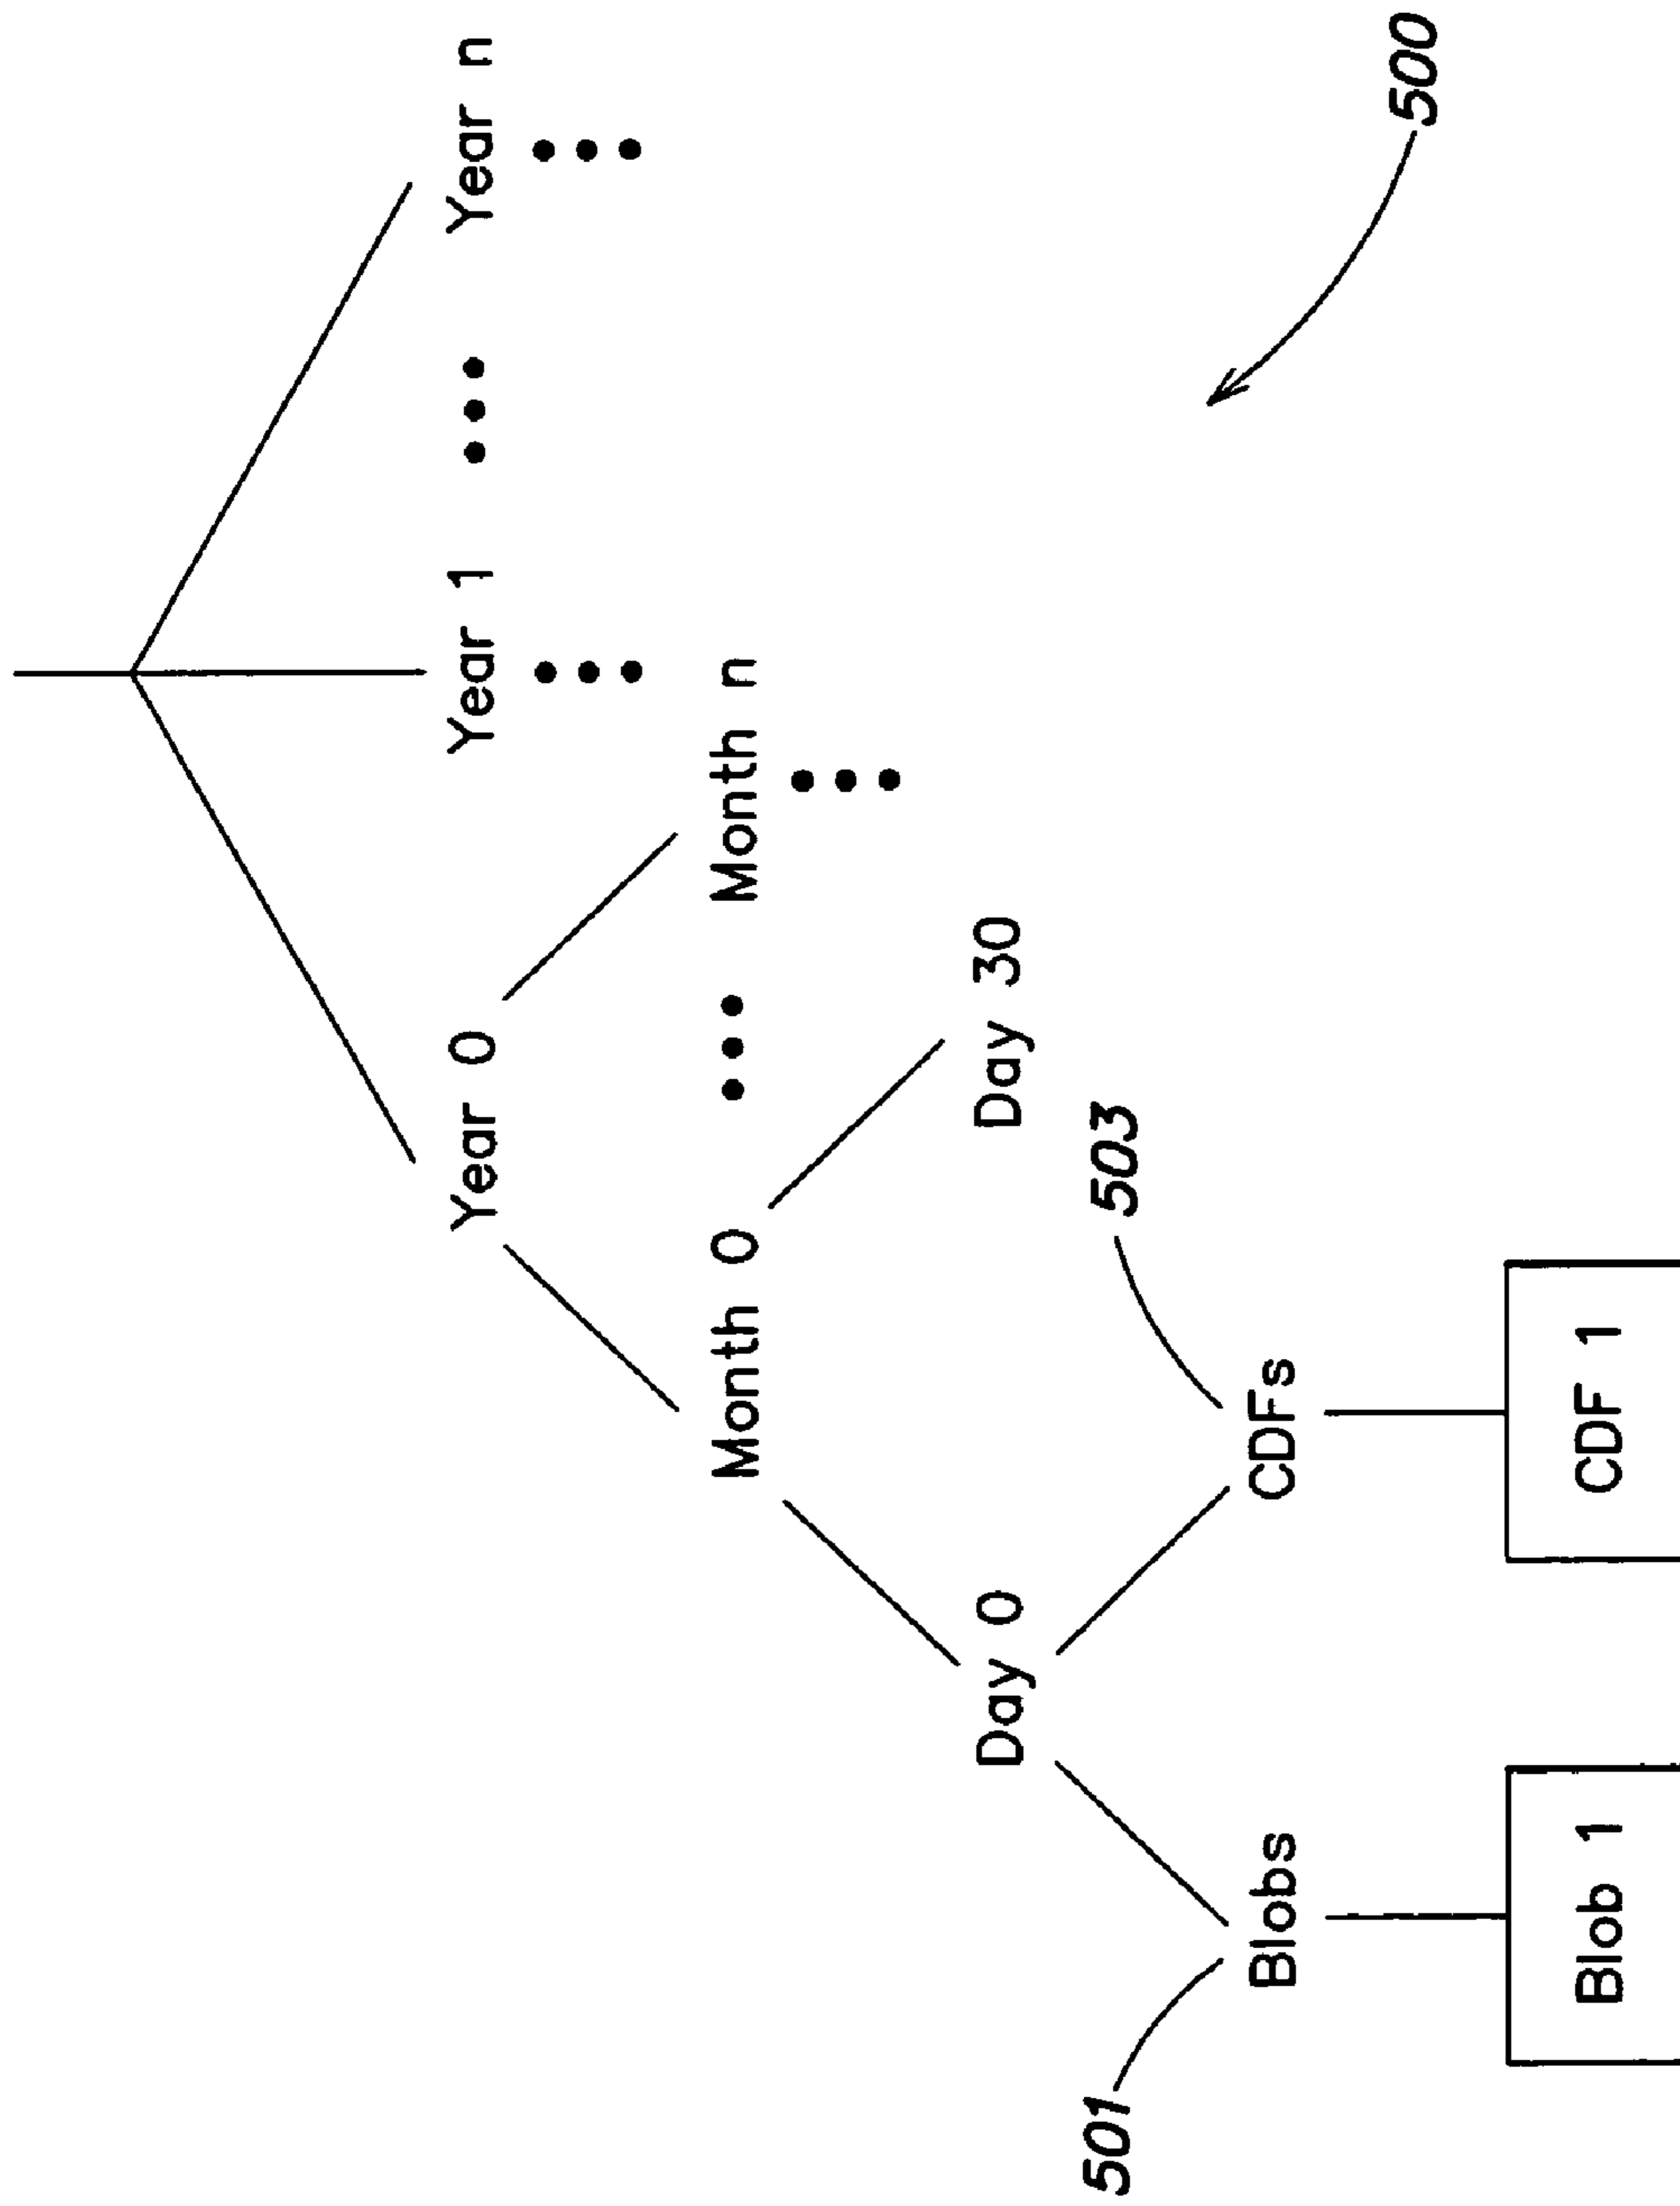 Year 0
Year 1
Year n
Month 0
Month n
Day 0
Day 30
501
Blobs
503
CDFs
500
Blob 1
CDF 1